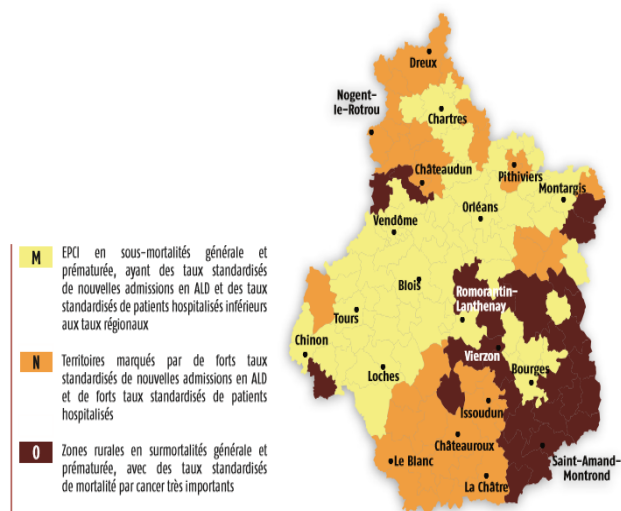 Dreux
Nogent-
le-Rotrou
Chartres
Châteaudun
Pithiviers
Montargis
Orléans
Vendôme
M
EPCI en sous-mortalités générale et
prématurée, ayant des taux standardisés
de nouvelles admissions en ALD et des taux
standardisés de patients hospitalisés inférieurs
aux taux régionaux
Blois
Romorantin-
Lanthenay
Tours
Chinon
Vierzon
N
Territoires marqués par de forts taux
standardisés de nouvelles admissions en ALD
et de forts taux standardisés de patients
hospitalisés
Loches
Bourges
Issoudun
Châteauroux
O
Zones rurales en surmortalités générale et
prématurée, avec des taux standardisés
de mortalité par cancer très importants
Le Blanc
La Châtre
Saint-Amand-
Montrond